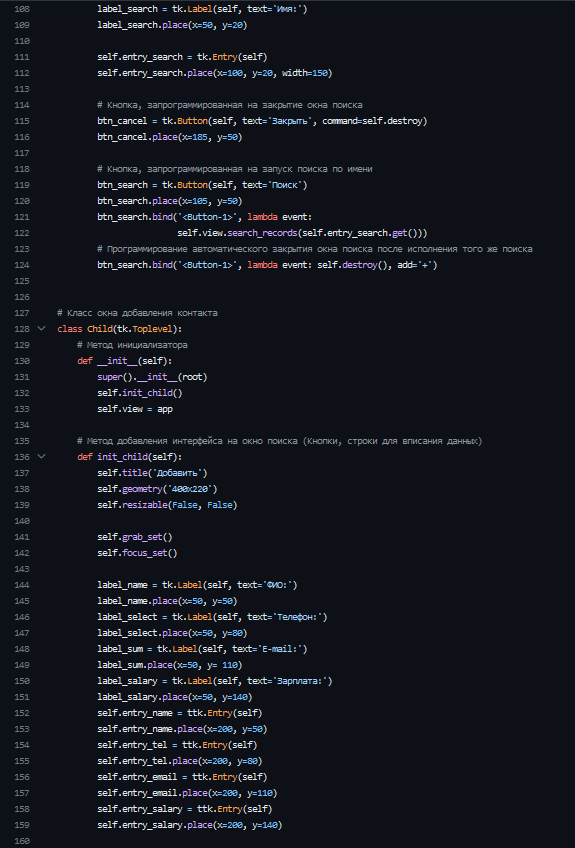 108 label_search = tk.Label(self, text='Имя:')
109 label_search.place(x=50, y=20)
110
111 self.entry_search = tk.Entry(self)
112 self.entry_search.place(x=100, y=20, width=150)
113
114 # Кнопка, запрограммированная на закрытие окна поиска
115 btn_cancel = tk.Button(self, text='Закрыть', command=self.destroy)
116 btn_cancel.place(x=185, y=50)
117
118 # Кнопка, запрограммированная на запуск поиска по имени
119 btn_search = tk.Button(self, text='Поиск')
120 btn_search.place(x=105, y=50)
121 btn_search.bind('<Button-1>', lambda event:
122 self.view.search_records(self.entry_search.get()))
123 # Программирование автоматического закрытия окна поиска после исполнения того же поиска
124 btn_search.bind('<Button-1>', lambda event: self.destroy(), add='+')
125
126
127 # Класс окна добавления контакта
128 class Child(tk.Toplevel):
129 # Метод инициализатора
130 def __init__(self):
131 super().__init__(root)
132 self.init_child()
133 self.view = app
134
135 # Метод добавления интерфейса на окно поиска (Кнопки, строки для вписания данных)
136 def init_child(self):
137 self.title('Добавить')
138 self.geometry('400x220')
139 self.resizable(False, False)
140
141 self.grab_set()
142 self.focus_set()
143
144 label_name = tk.Label(self, text='ФИО:')
145 label_name.place(x=50, y=50)
146 label_select = tk.Label(self, text='Телефон:')
147 label_select.place(x=50, y=80)
148 label_sum = tk.Label(self, text='E-mail:')
149 label_sum.place(x=50, y= 110)
150 label_salary = tk.Label(self, text='Зарплата:')
151 label_salary.place(x=50, y=140)
152 self.entry_name = ttk.Entry(self)
153 self.entry_name.place(x=200, y=50)
154 self.entry_tel = ttk.Entry(self)
155 self.entry_tel.place(x=200, y=80)
156 self.entry_email = ttk.Entry(self)
157 self.entry_email.place(x=200, y=110)
158 self.entry_salary = ttk.Entry(self)
159 self.entry_salary.place(x=200, y=140)
160